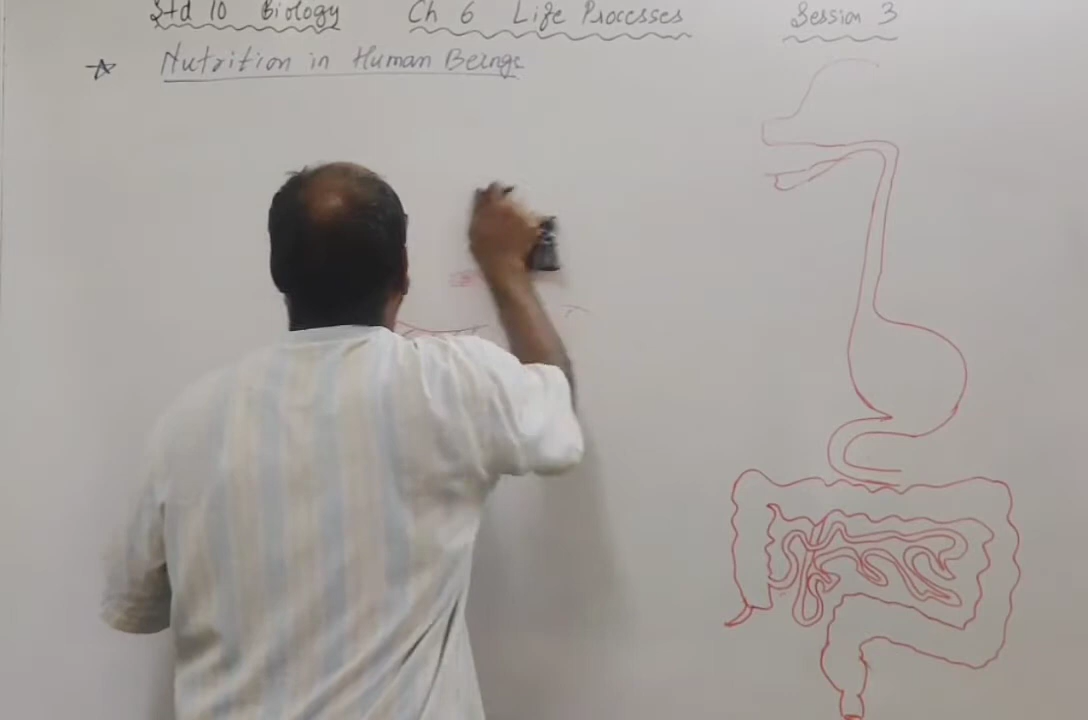 Std 10 Biology Ch 6 Life Processes Session 3
Nutrition in Human Beings